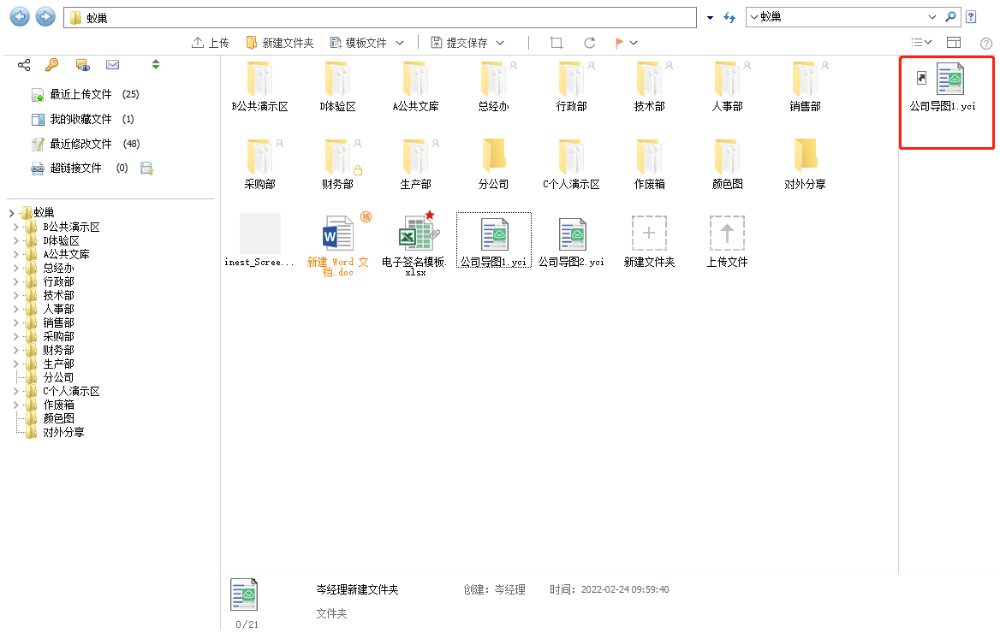 蚁巢
蚁巢
上传 新建文件夹 模板文件 提交保存
最近上传文件 (25)
我的收藏文件 (1)
最近修改文件 (48)
超链接文件 (0)
蚁巢
B公共演示区
D体验区
A公共文库
总经办
行政部
技术部
人事部
销售部
采购部
财务部
生产部
分公司
C个人演示区
作废箱
颜色图
对外分享
B公共演示区 D体验区 A公共文库 总经办 行政部 技术部 人事部 销售部
采购部 财务部 生产部 分公司 C个人演示区 作废箱 颜色图 对外分享
核
W
X
inest_Scree... 新建 Word 文 电子签名模板. 公司导图1.yci 公司导图2.yci 新建文件夹 上传文件
档.doc xlsx
公司导图1.yci
岑经理新建文件夹 创建：岑经理 时间：2022-02-24 09:59:40
文件夹
0/21